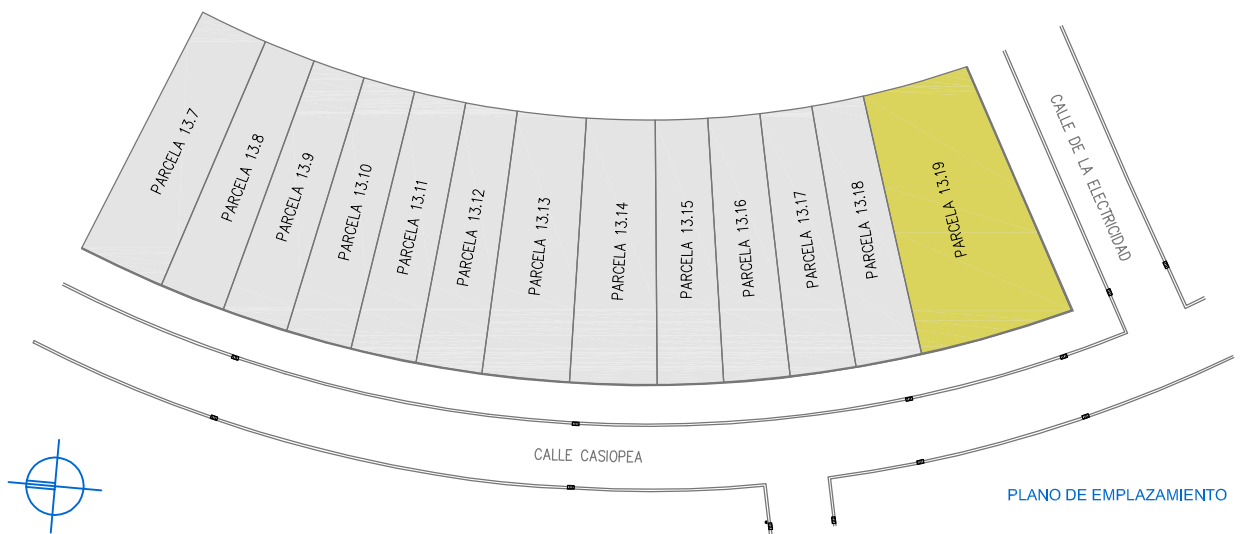 PARCELA 13.7
PARCELA 13.8
PARCELA 13.9
PARCELA 13.10
PARCELA 13.11
PARCELA 13.12
PARCELA 13.13
PARCELA 13.14
PARCELA 13.15
PARCELA 13.16
PARCELA 13.17
PARCELA 13.18
PARCELA 13.19
CALLE DE LA ELECTRICIDAD
CALLE CASIOPEA
PLANO DE EMPLAZAMIENTO